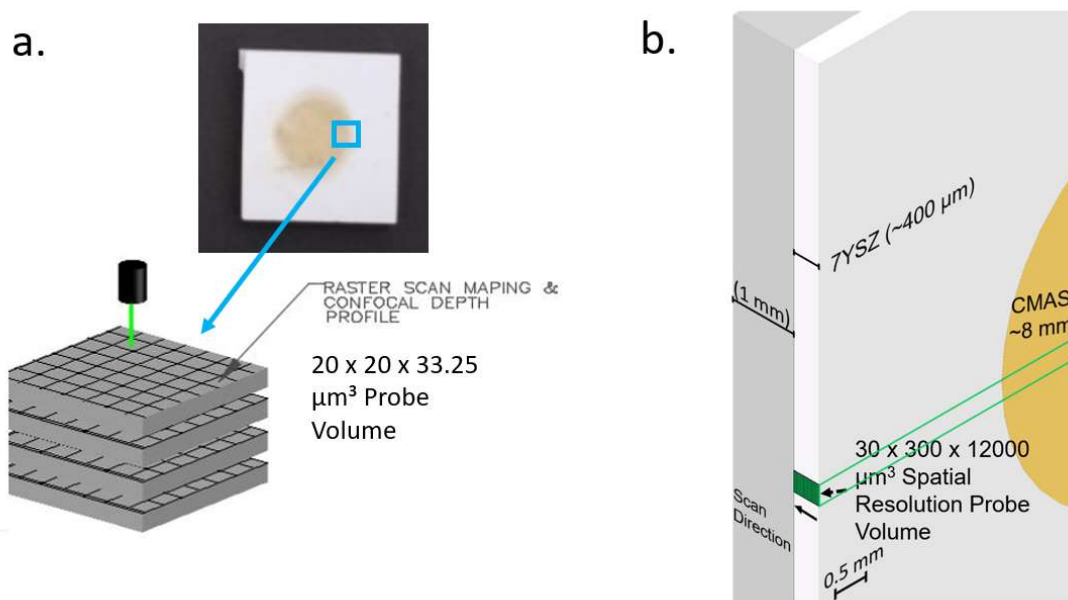 a.
RASTER SCAN MAPING &
CONFOCAL DEPTH
PROFILE
20 x 20 x 33.25
µm³ Probe
Volume
b.
7YSZ (~400 µm)
(1 mm)
CMAS
~8 mm
30 x 300 x 12000
µm³ Spatial
Resolution Probe
Volume
Scan
Direction
0.5 mm